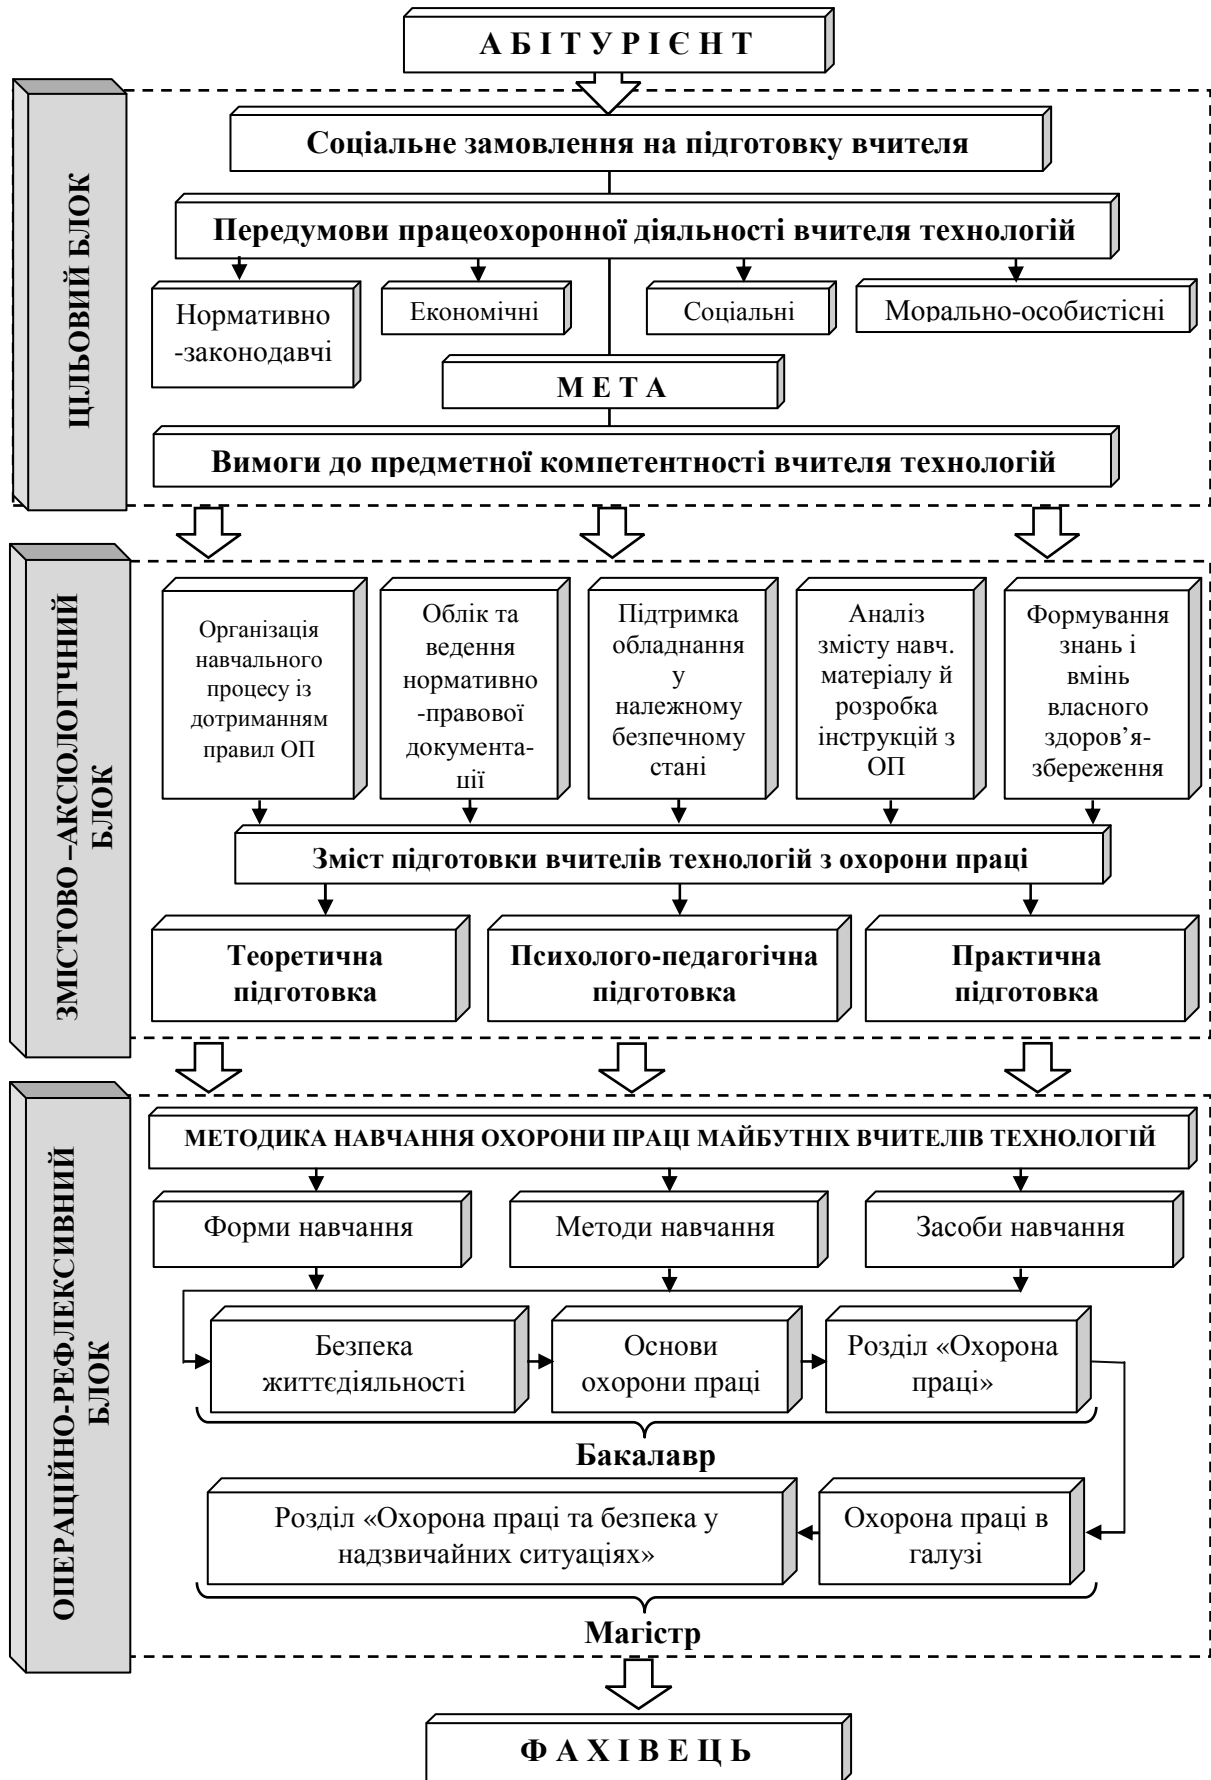 АБІТУРІЄНТ
ЦІЛЬОВИЙ БЛОК
Соціальне замовлення на підготовку вчителя
Передумови працеохоронної діяльності вчителя технологій
Нормативно
-законодавчі
Економічні
Соціальні
Морально-особистісні
МЕТА
Вимоги до предметної компетентності вчителя технологій
ЗМІСТОВО –АКСІОЛОГІЧНИЙ
БЛОК
Організація
навчального
процесу із
дотриманням
правил ОП
Облік та
ведення
нормативно
-правової
документа-
ції
Підтримка
обладнання
у
належному
безпечному
стані
Аналіз
змісту навч.
матеріалу й
розробка
інструкцій з
ОП
Формування
знань і
вмінь
власного
здоров’я-
збереження
Зміст підготовки вчителів технологій з охорони праці
Теоретична
підготовка
Психолого-педагогічна
підготовка
Практична
підготовка
ОПЕРАЦІЙНО-РЕФЛЕКСИВНИЙ
БЛОК
МЕТОДИКА НАВЧАННЯ ОХОРОНИ ПРАЦІ МАЙБУТНІХ ВЧИТЕЛІВ ТЕХНОЛОГІЙ
Форми навчання
Методи навчання
Засоби навчання
Безпека
життєдіяльності
Основи
охорони праці
Розділ «Охорона
праці»
Бакалавр
Розділ «Охорона праці та безпека у
надзвичайних ситуаціях»
Охорона праці в
галузі
Магістр
ФАХІВЕЦЬ